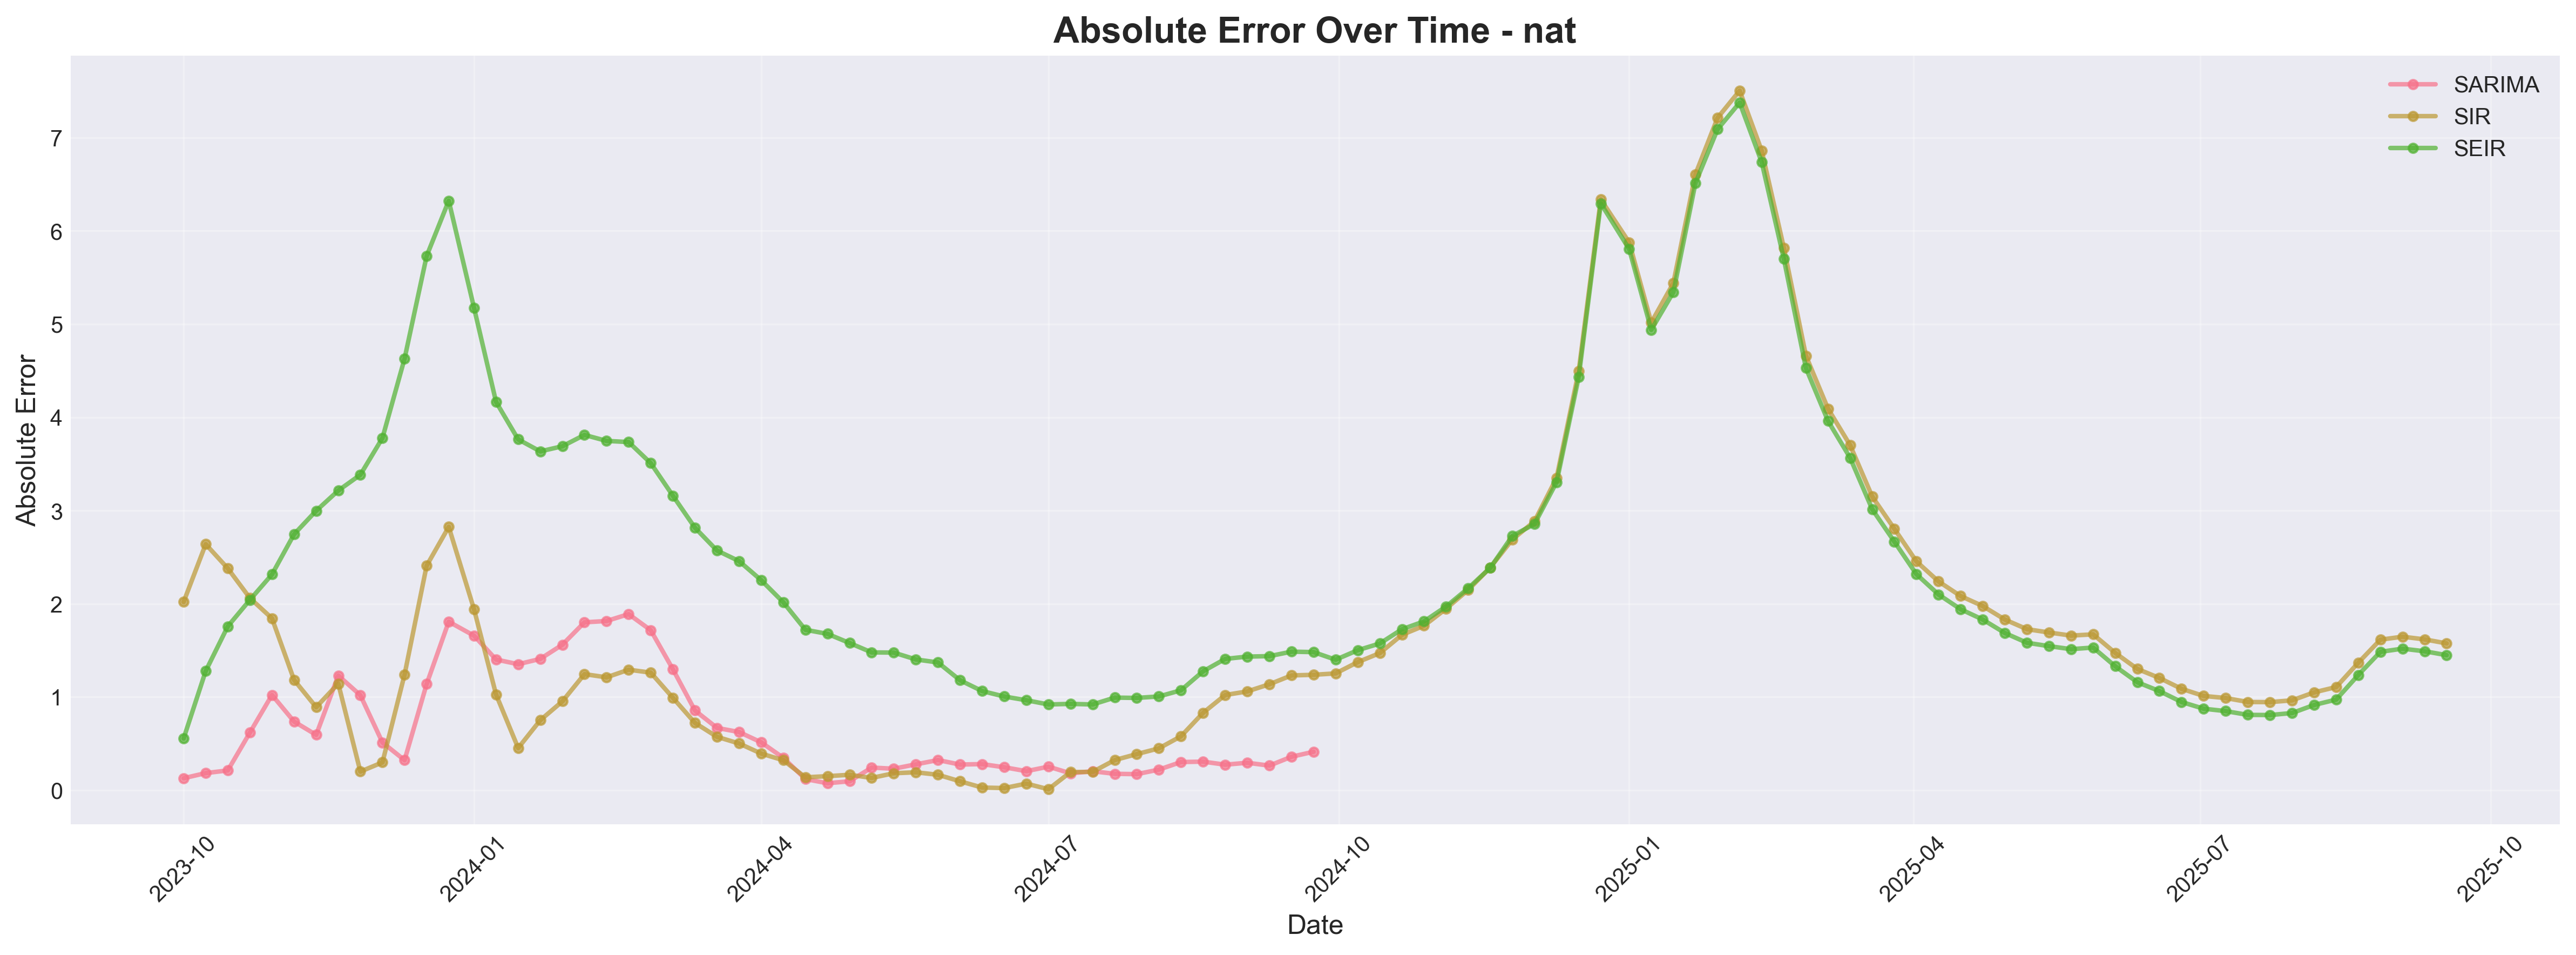 Absolute Error Over Time - nat
SARIMA
SIR
SEIR
7
6
5
4
3
2
1
0
Absolute Error
2023-10
2024-01
2024-04
2024-07
2024-10
2025-01
2025-04
2025-07
2025-10
Date